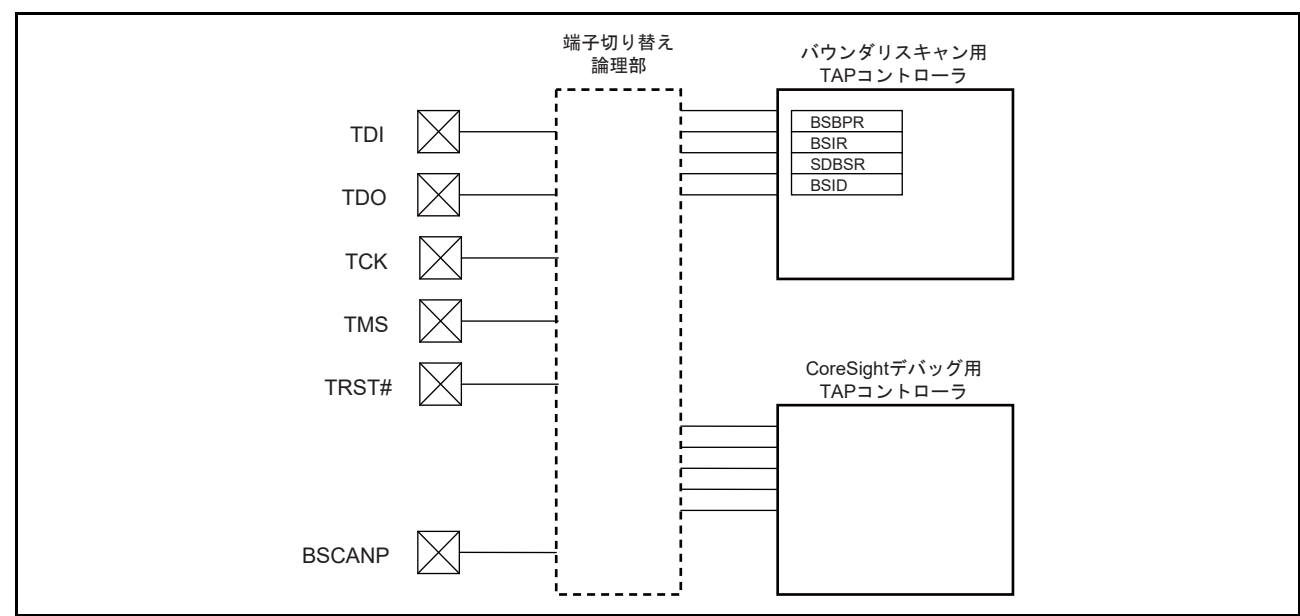 端子切り替え
論理部
バウンダリスキャン用
TAPコントローラ
TDI
BSBPR
BSIR
SDBSR
BSID
TDO
TCK
TMS
TRST#
CoreSightデバッグ用
TAPコントローラ
BSCANP